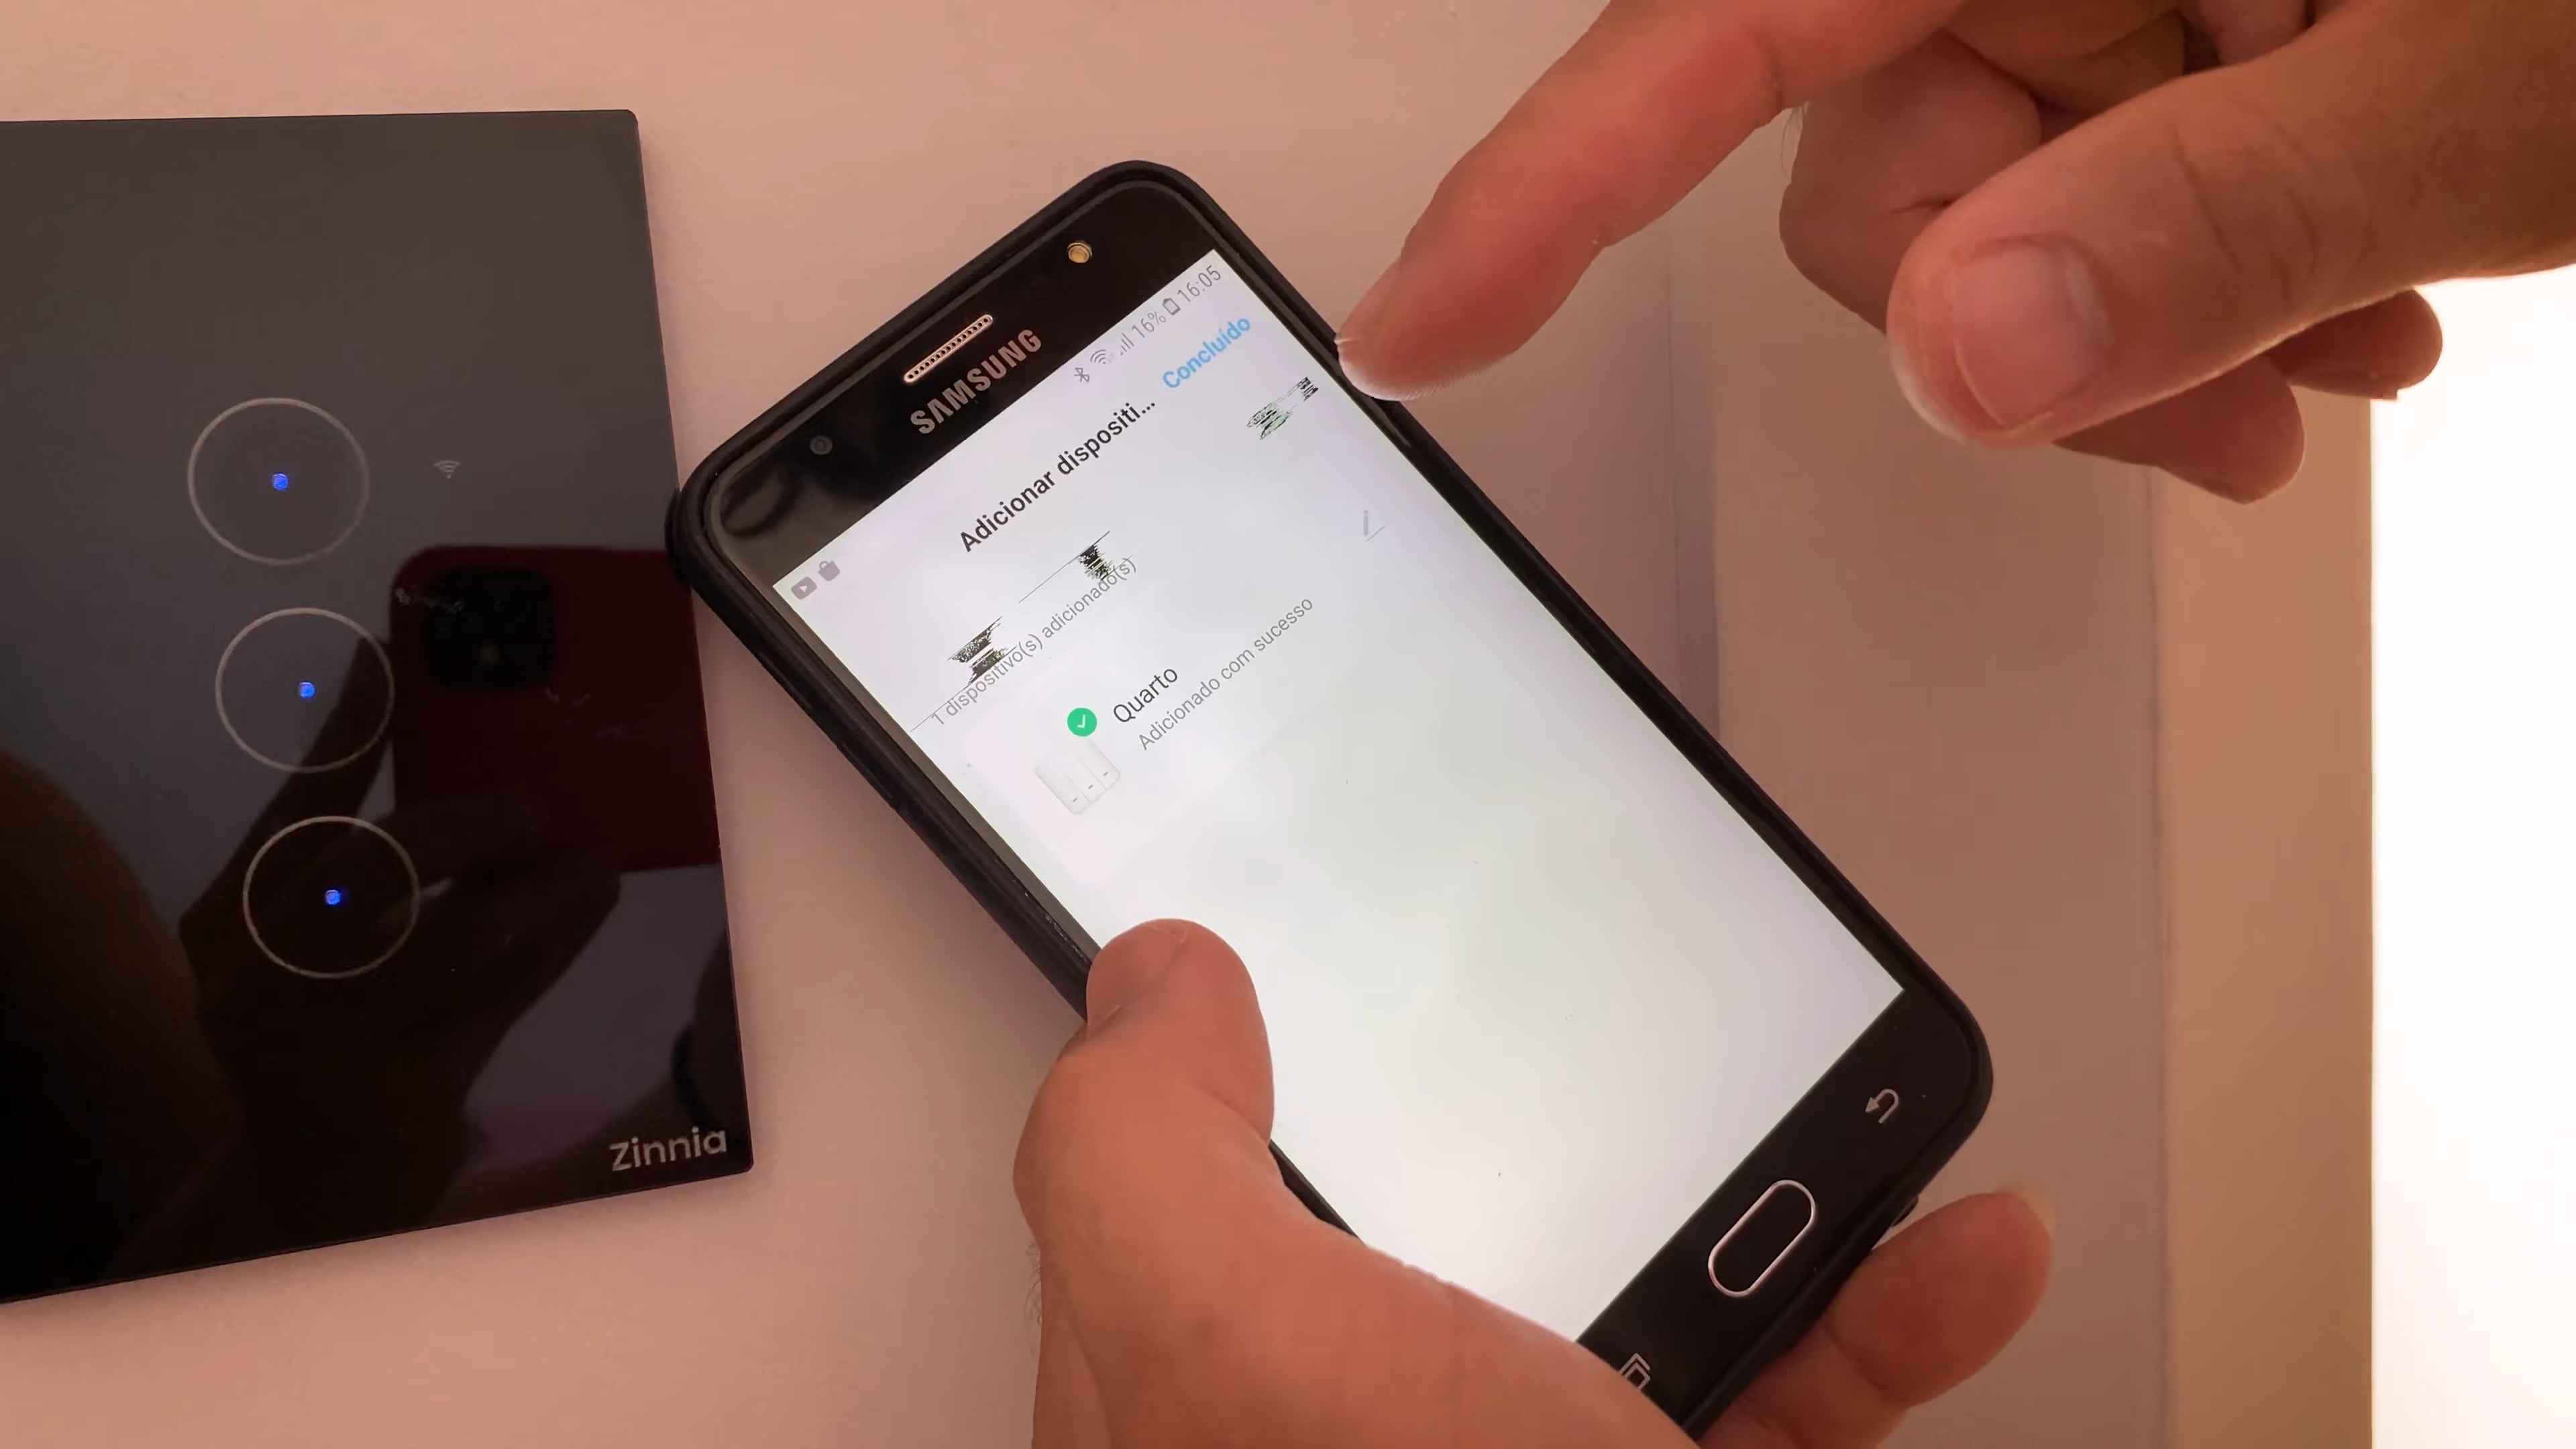 SAMSUNG
16% 16:05
Adicionar dispositi...
Concluído
1 dispositivo(s) adicionado(s)
Quarto
Adicionado com sucesso
Zinnia